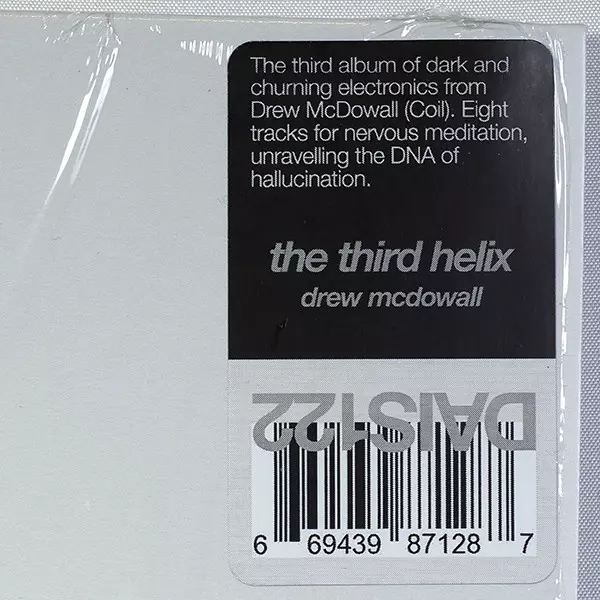 The third album of dark and
churning electronics from
Drew McDowall (Coil). Eight
tracks for nervous meditation,
unravelling the DNA of
hallucination.
the third helix
drew mcdowall
DAIS122
6 69439 87128 7